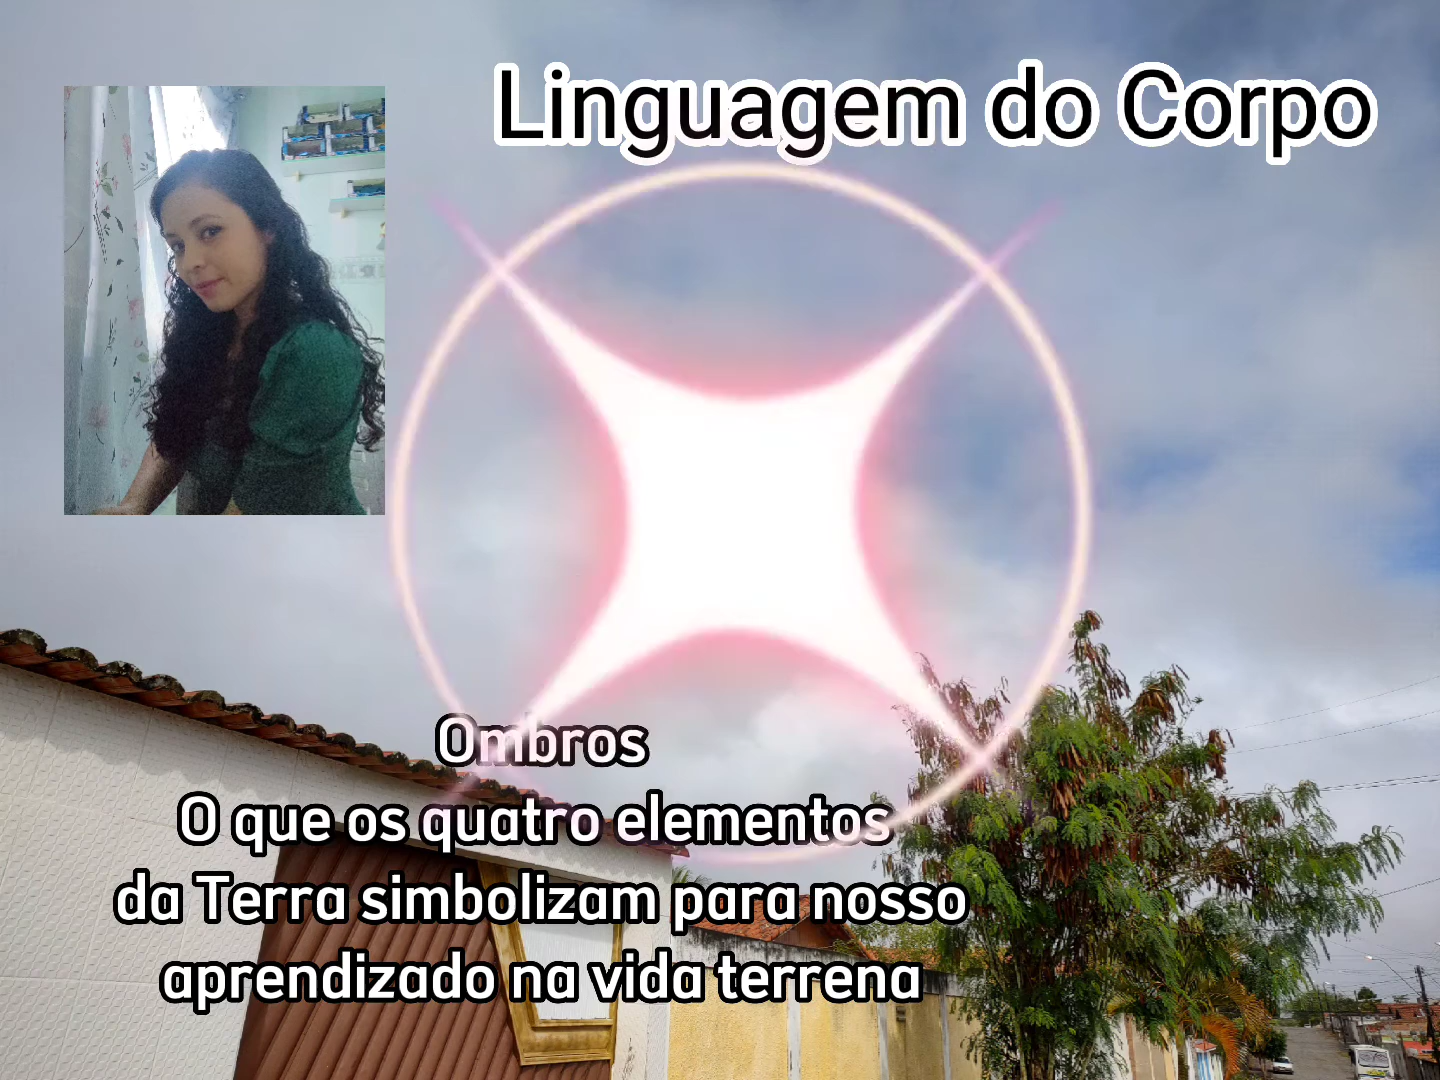 Linguagem do Corpo
Ombros
O que os quatro elementos
da Terra simbolizam para nosso
aprendizado na vida terrena